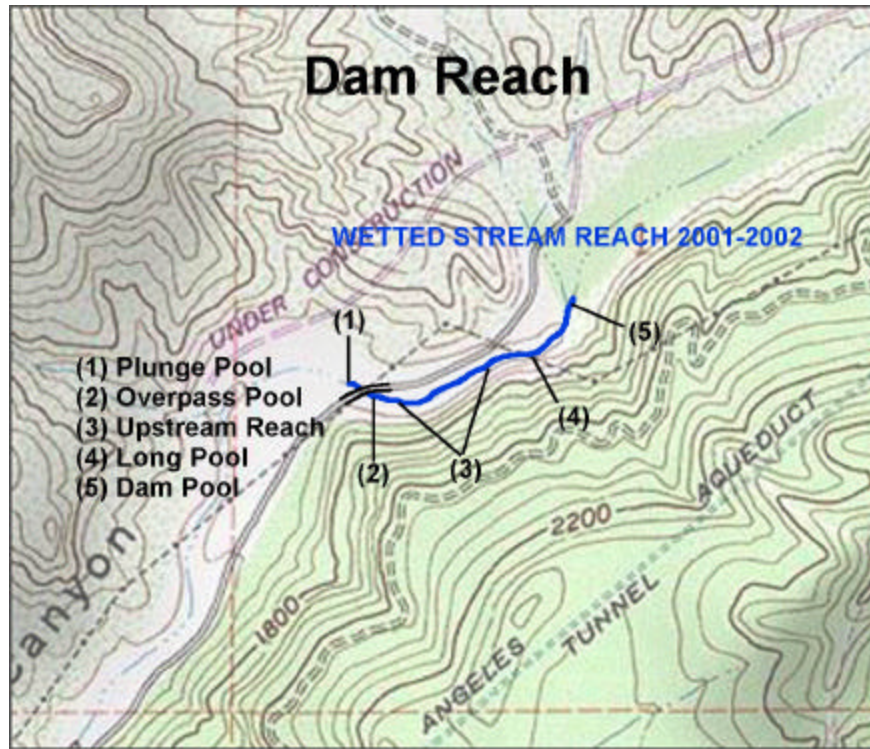 Dam Reach
UNDER CONSTRUCTION
WETTED STREAM REACH 2001-2002
(1)
(5)
(1) Plunge Pool
(2) Overpass Pool
(3) Upstream Reach
(4) Long Pool
(5) Dam Pool
(4)
(2)
(3)
AQUEDUCT
2200
Canyon
1800
TUNNEL
ANGELES